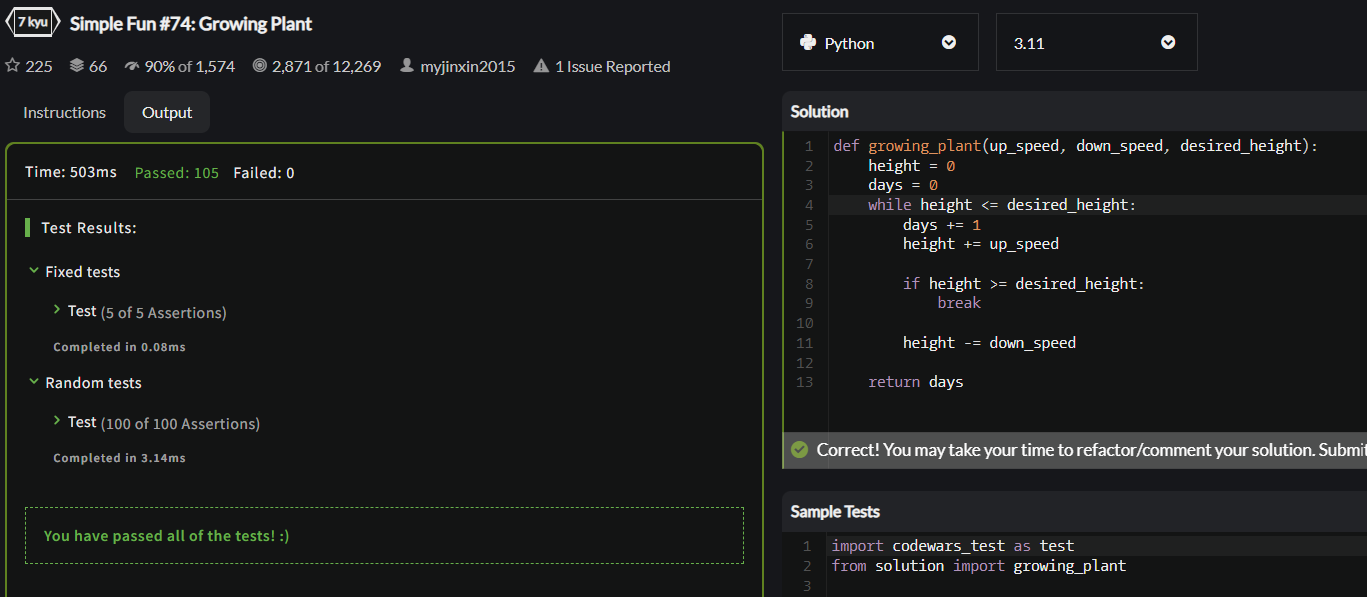 7 kyu Simple Fun #74: Growing Plant
225 66 90% of 1,574 2,871 of 12,269 myjinxin2015 1 Issue Reported
Instructions Output
Time: 503ms Passed: 105 Failed: 0
Test Results:
Fixed tests
Test (5 of 5 Assertions)
Completed in 0.08ms
Random tests
Test (100 of 100 Assertions)
Completed in 3.14ms
You have passed all of the tests! :)
Python 3.11
Solution
1 def growing_plant(up_speed, down_speed, desired_height):
2 height = 0
3 days = 0
4 while height <= desired_height:
5 days += 1
6 height += up_speed
7
8 if height >= desired_height:
9 break
10
11 height -= down_speed
12
13 return days
Correct! You may take your time to refactor/comment your solution. Submit
Sample Tests
1 import codewars_test as test
2 from solution import growing_plant
3